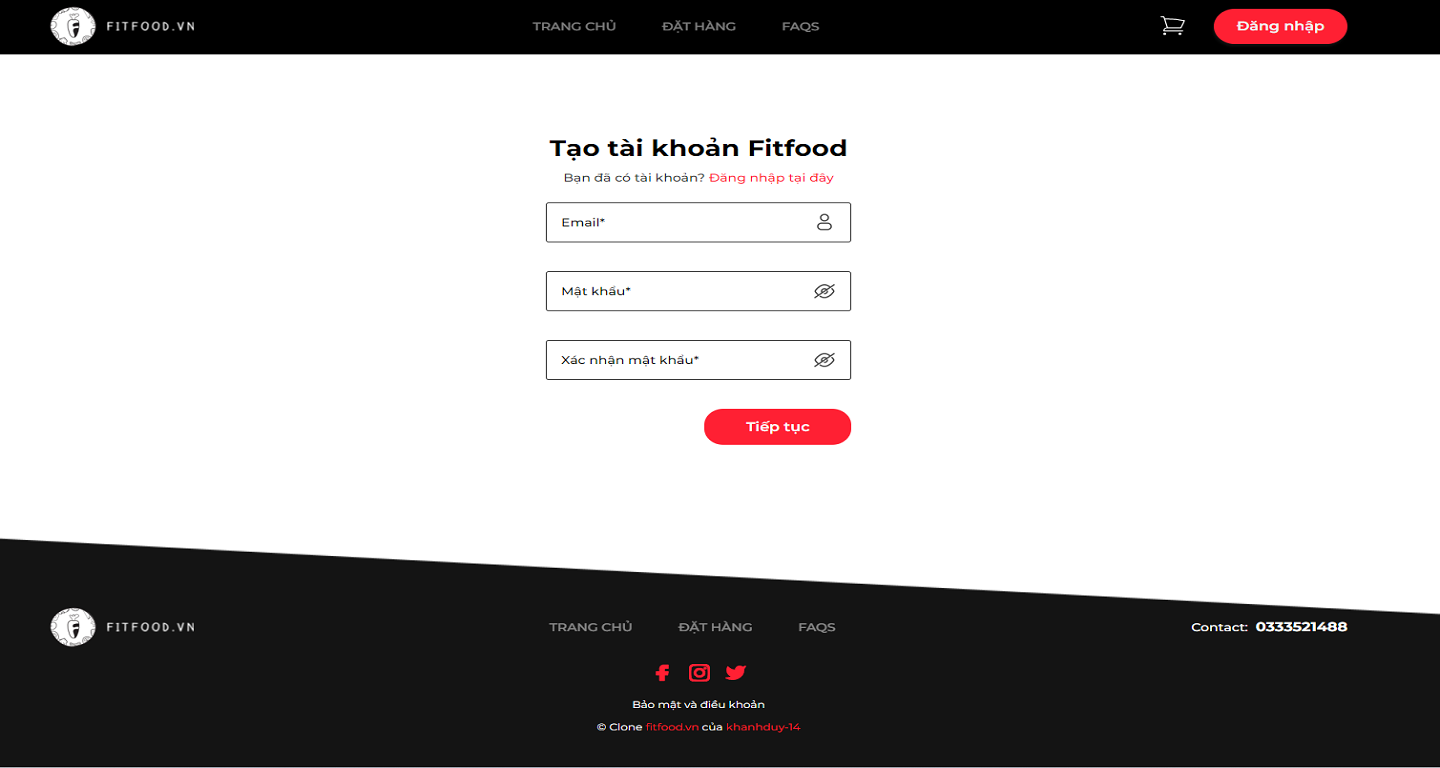 FITFOOD.VN TRANG CHỦ ĐẶT HÀNG FAQS Đăng nhập
Tạo tài khoản Fitfood
Bạn đã có tài khoản? Đăng nhập tại đây
Email*
Mật khẩu*
Xác nhận mật khẩu*
Tiếp tục
FITFOOD.VN TRANG CHỦ ĐẶT HÀNG FAQS Contact: 0333521488
Bảo mật và điều khoản
© Clone fitfood.vn của khanhduy-14